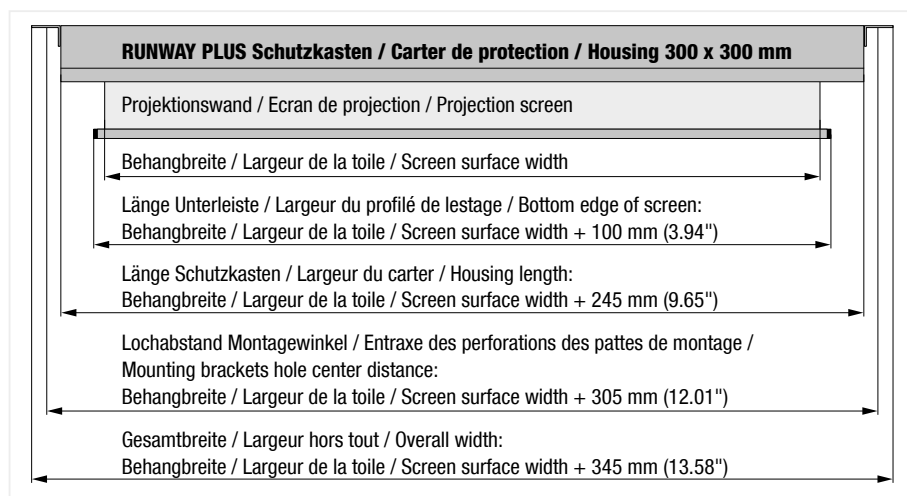 RUNWAY PLUS Schutzkasten / Carter de protection / Housing 300 x 300 mm
Projektionswand / Ecran de projection / Projection screen
Behangbreite / Largeur de la toile / Screen surface width
Länge Unterleiste / Largeur du profilé de lestage / Bottom edge of screen:
Behangbreite / Largeur de la toile / Screen surface width + 100 mm (3.94")
Länge Schutzkasten / Largeur du carter / Housing length:
Behangbreite / Largeur de la toile / Screen surface width + 245 mm (9.65")
Lochabstand Montagewinkel / Entraxe des perforations des pattes de montage /
Mounting brackets hole center distance:
Behangbreite / Largeur de la toile / Screen surface width + 305 mm (12.01")
Gesamtbreite / Largeur hors tout / Overall width:
Behangbreite / Largeur de la toile / Screen surface width + 345 mm (13.58")